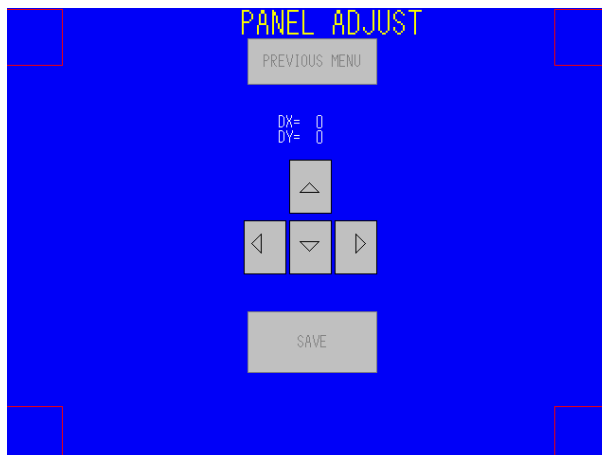 PANEL ADJUST
PREVIOUS MENU
DX= 0
DY= 0
SAVE